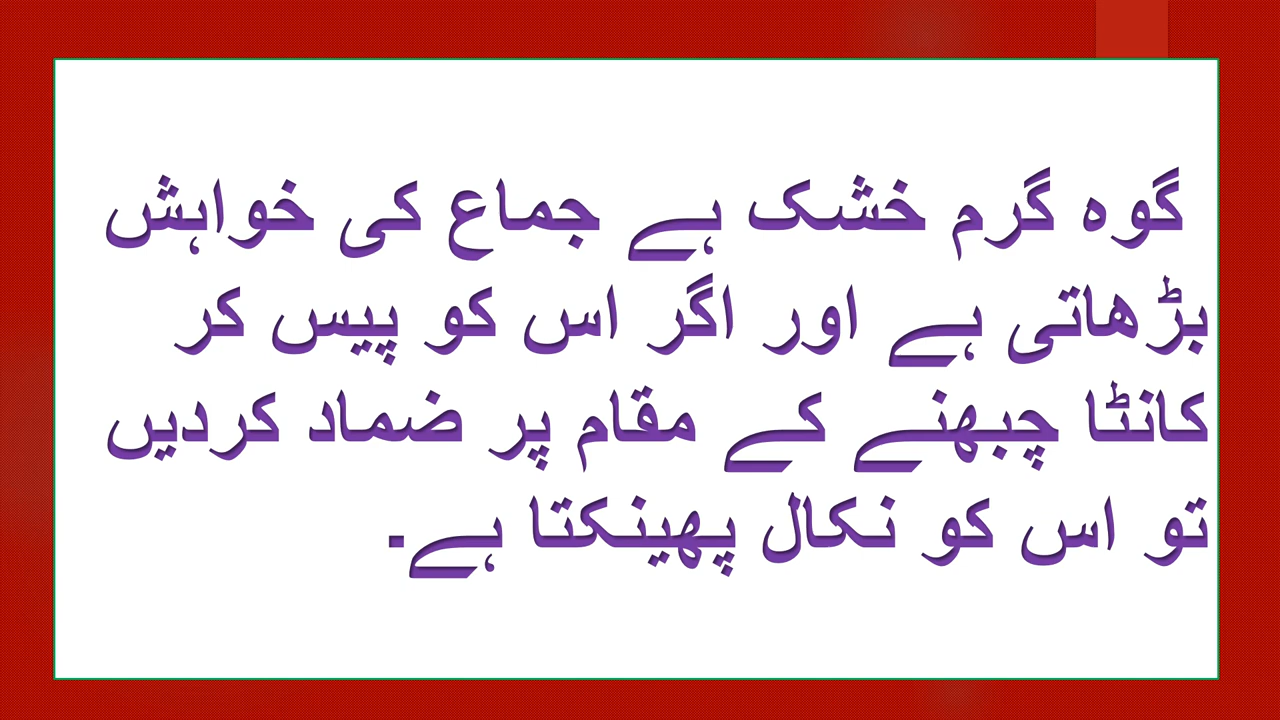 گوہ گرم خشک ہے جماع کی خواہش
بڑھاتی ہے اور اگر اس کو پیس کر
کانٹا چبھنے کے مقام پر ضماد کردیں
تو اس کو نکال پھینکتا ہے۔